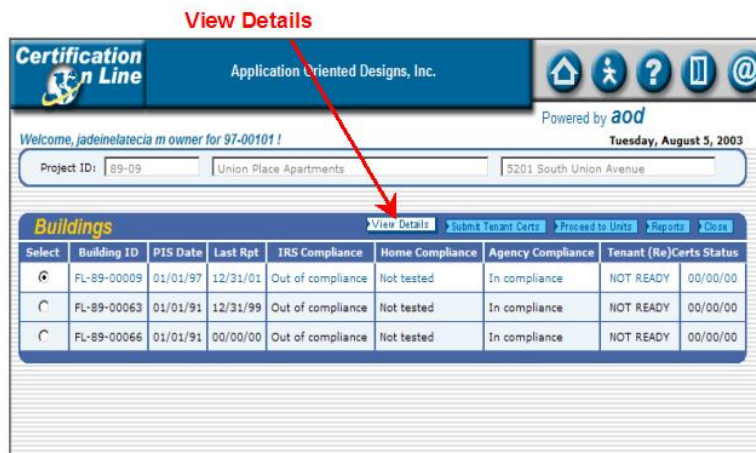 View Details
Certification
n Line
Application Oriented Designs, Inc.
?
@
Powered by aod
Welcome, jadeinelatecia m owner for 97-00101 !
Tuesday, August 5, 2003
Project ID: 89-09 Union Place Apartments 5201 South Union Avenue
Buildings View Details Submit Tenant Certs Proceed to Units Reports Close
Select Building ID PIS Date Last Rpt IRS Compliance Home Compliance Agency Compliance Tenant (Re)Certs Status
FL-89-00009 01/01/97 12/31/01 Out of compliance Not tested In compliance NOT READY 00/00/00
FL-89-00063 01/01/91 12/31/99 Out of compliance Not tested In compliance NOT READY 00/00/00
FL-89-00066 01/01/91 00/00/00 Out of compliance Not tested In compliance NOT READY 00/00/00